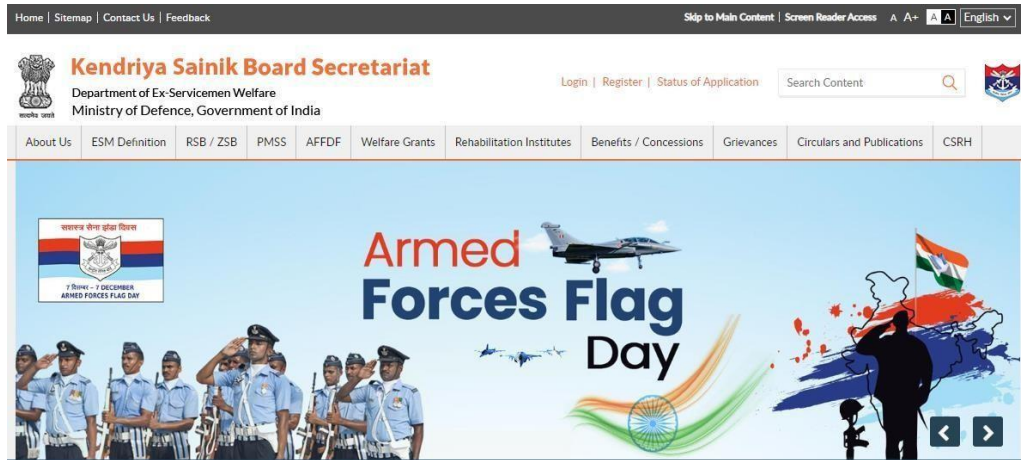 Home | Sitemap | Contact Us | Feedback
Skip to Main Content | Screen Reader Access A A+ A A English
Kendriya Sainik Board Secretariat
Department of Ex-Servicemen Welfare
Ministry of Defence, Government of India
सत्यमेव जयते
Login | Register | Status of Application
Search Content
About Us ESM Definition RSB / ZSB PMSS AFFDF Welfare Grants Rehabilitation Institutes Benefits / Concessions Grievances Circulars and Publications CSRH
सशस्त्र सेना झंडा दिवस
7 दिसम्बर – 7 DECEMBER
ARMED FORCES FLAG DAY
Armed
Forces Flag
Day